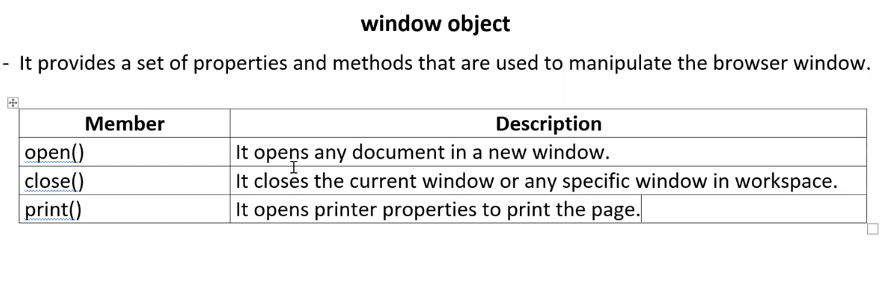 window object
- It provides a set of properties and methods that are used to manipulate the browser window.
Member Description
open() It opens any document in a new window.
close() It closes the current window or any specific window in workspace.
print() It opens printer properties to print the page.